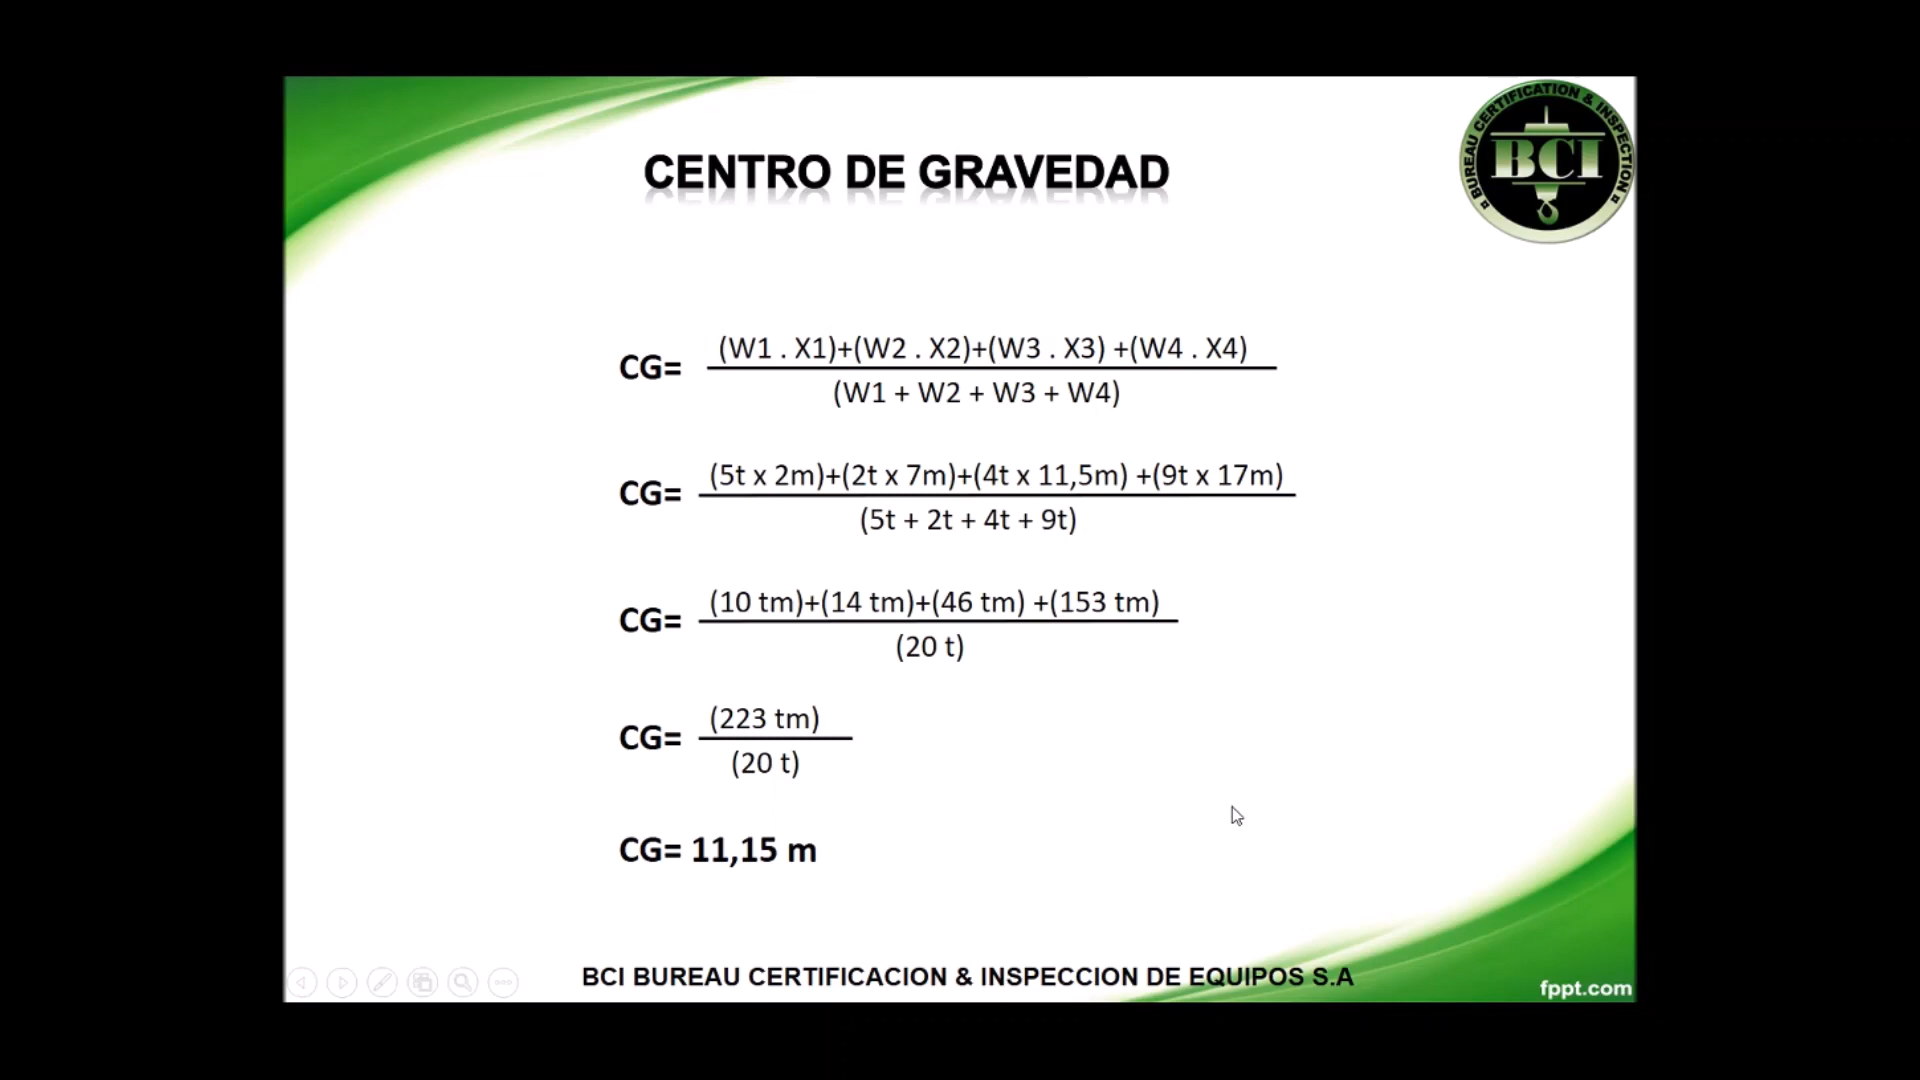 BUREAU CERTIFICATION & INSPECTION
BCI
CENTRO DE GRAVEDAD
CG= (W1 . X1)+(W2 . X2)+(W3 . X3) +(W4 . X4)
(W1 + W2 + W3 + W4)
CG= (5t x 2m)+(2t x 7m)+(4t x 11,5m) +(9t x 17m)
(5t + 2t + 4t + 9t)
CG= (10 tm)+(14 tm)+(46 tm) +(153 tm)
(20 t)
CG= (223 tm)
(20 t)
CG= 11,15 m
BCI BUREAU CERTIFICACION & INSPECCION DE EQUIPOS S.A
fppt.com